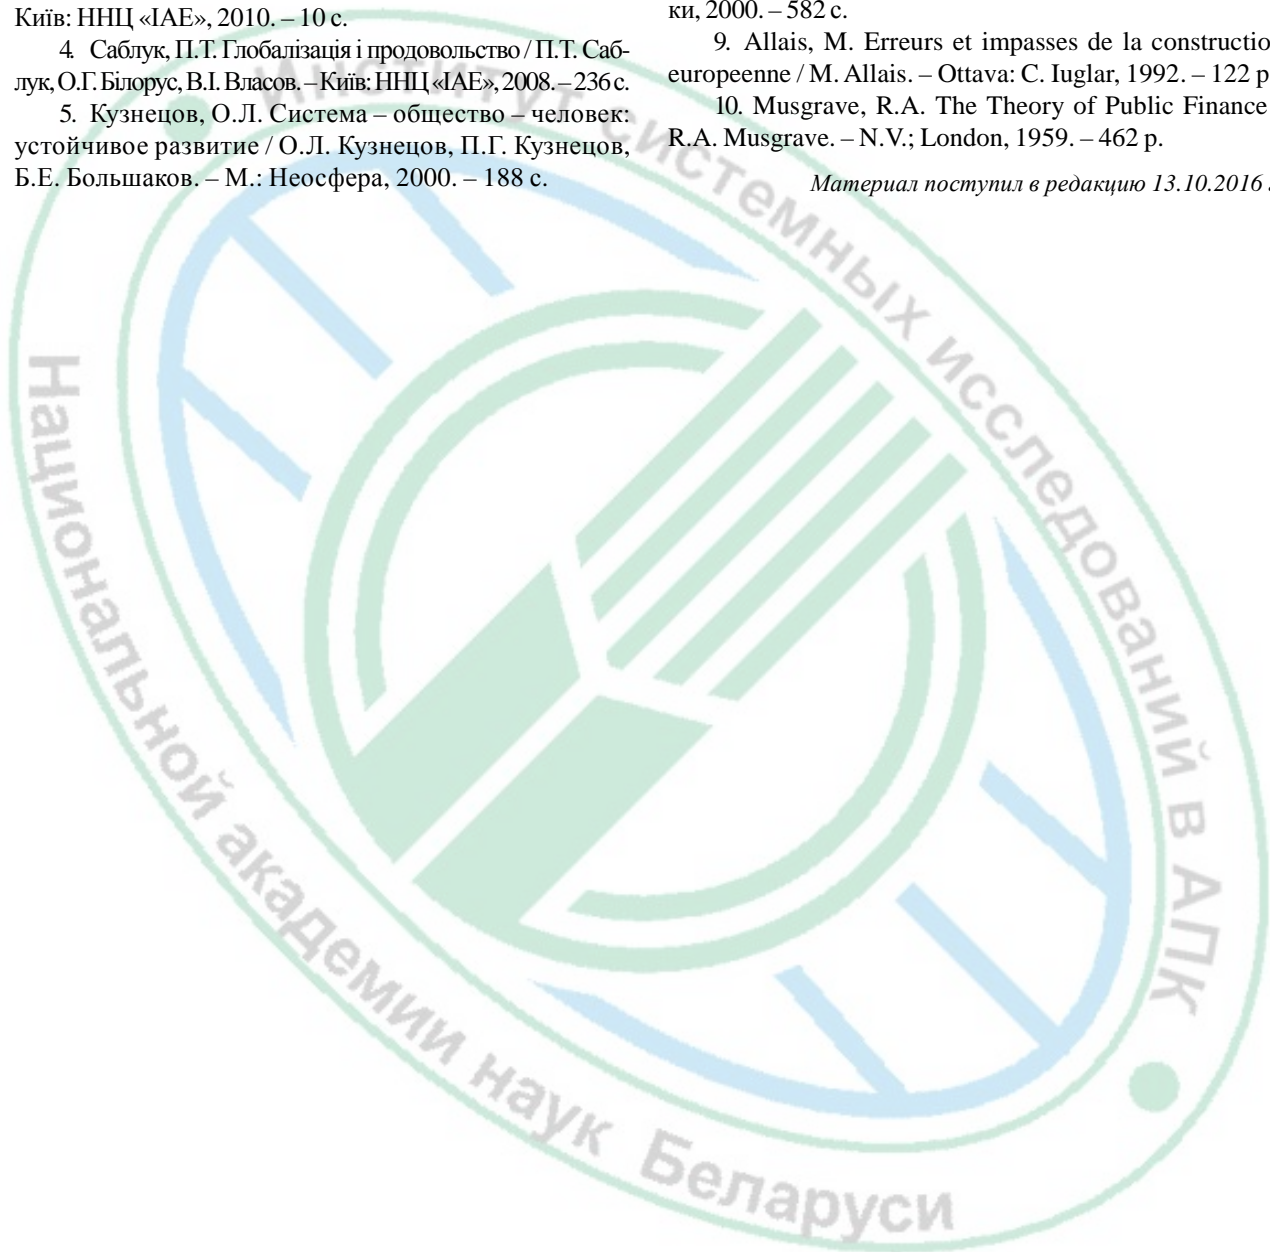 Київ: ННЦ «ІАЕ», 2010. – 10 с.
4. Саблук, П.Т. Глобалізація і продовольство / П.Т. Саб-
лук, О.Г. Білорус, В.І. Власов. – Київ: ННЦ «ІАЕ», 2008. – 236 с.
5. Кузнецов, О.Л. Система – общество – человек:
устойчивое развитие / О.Л. Кузнецов, П.Г. Кузнецов,
Б.Е. Большаков. – М.: Неосфера, 2000. – 188 с.
ки, 2000. – 582 с.
9. Allais, M. Erreurs et impasses de la constructio
europeenne / M. Allais. – Ottava: C. Iuglar, 1992. – 122 p
10. Musgrave, R.A. The Theory of Public Finance
R.A. Musgrave. – N.V.; London, 1959. – 462 p.
Материал поступил в редакцию 13.10.2016
Институт системных исследований в АПК
Национальной академии наук Беларуси